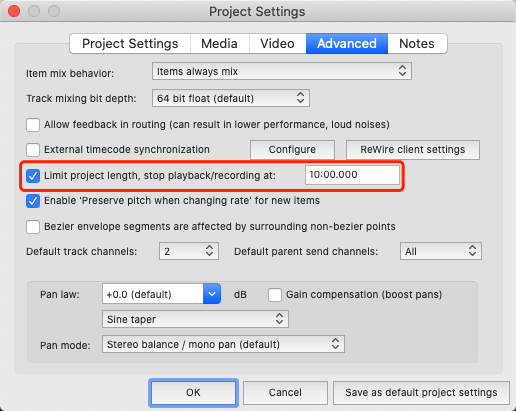 Project Settings
Project Settings Media Video Advanced Notes
Item mix behavior: Items always mix
Track mixing bit depth: 64 bit float (default)
Allow feedback in routing (can result in lower performance, loud noises)
External timecode synchronization Configure ReWire client settings
Limit project length, stop playback/recording at: 10:00.000
Enable 'Preserve pitch when changing rate' for new items
Bezier envelope segments are affected by surrounding non-bezier points
Default track channels: 2 Default parent send channels: All
Pan law: +0.0 (default) dB Gain compensation (boost pans)
Sine taper
Pan mode: Stereo balance / mono pan (default)
OK Cancel Save as default project settings